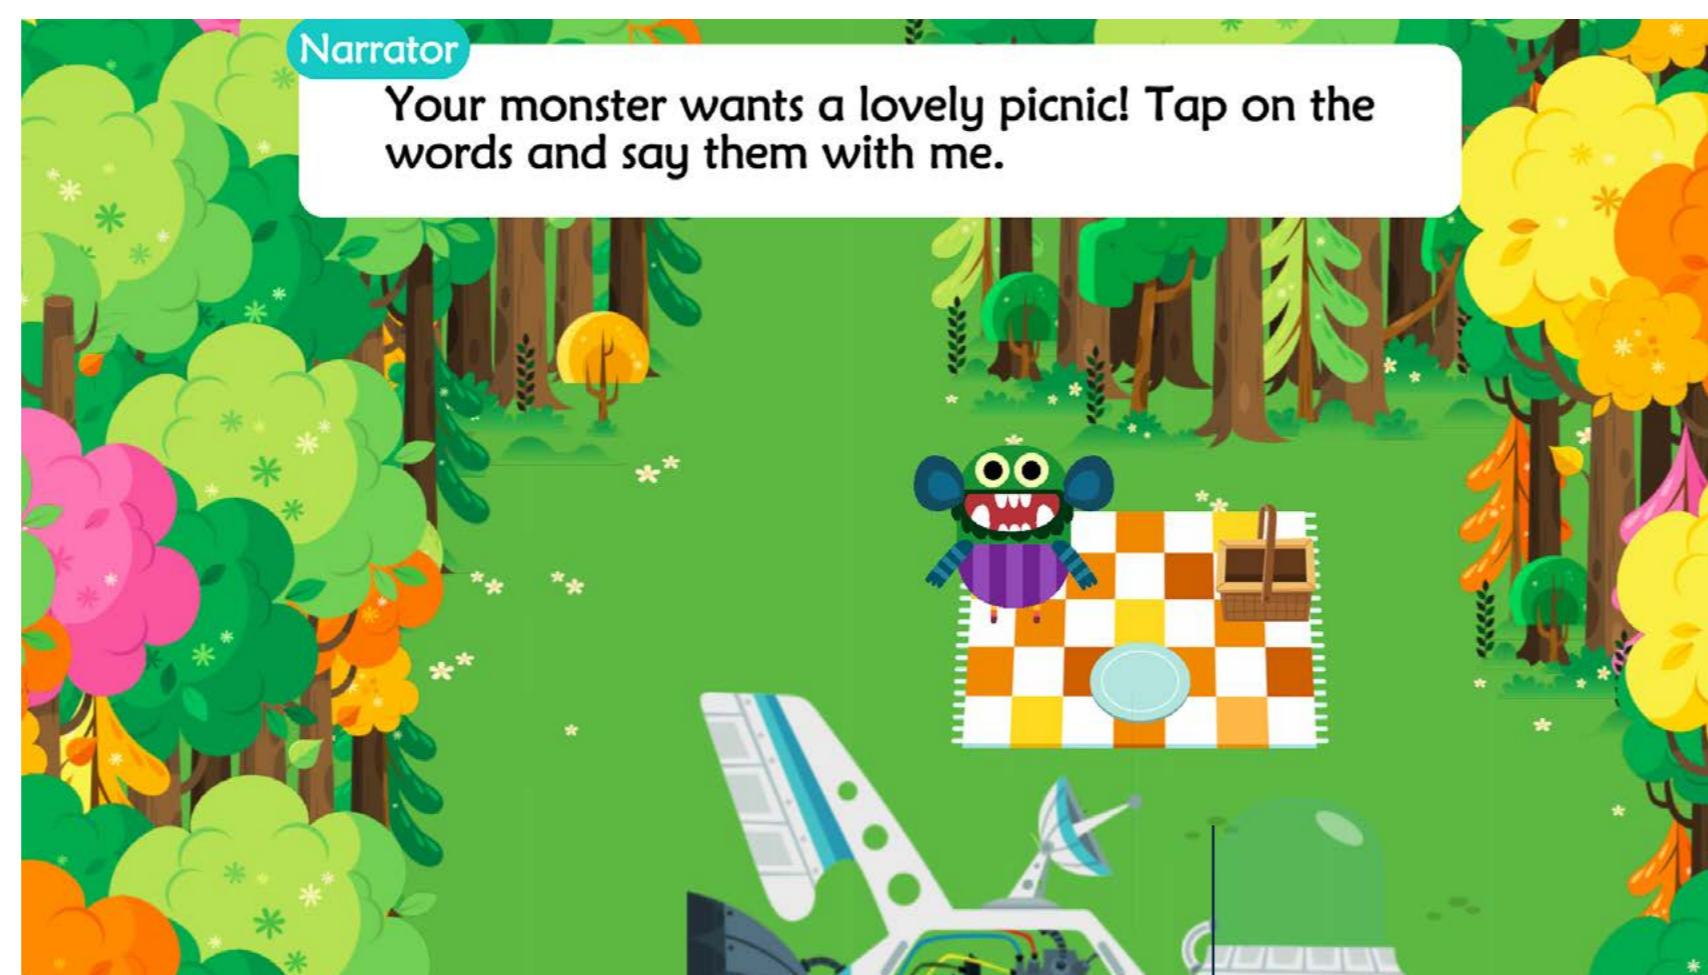 Narrator
Your monster wants a lovely picnic! Tap on the
words and say them with me.